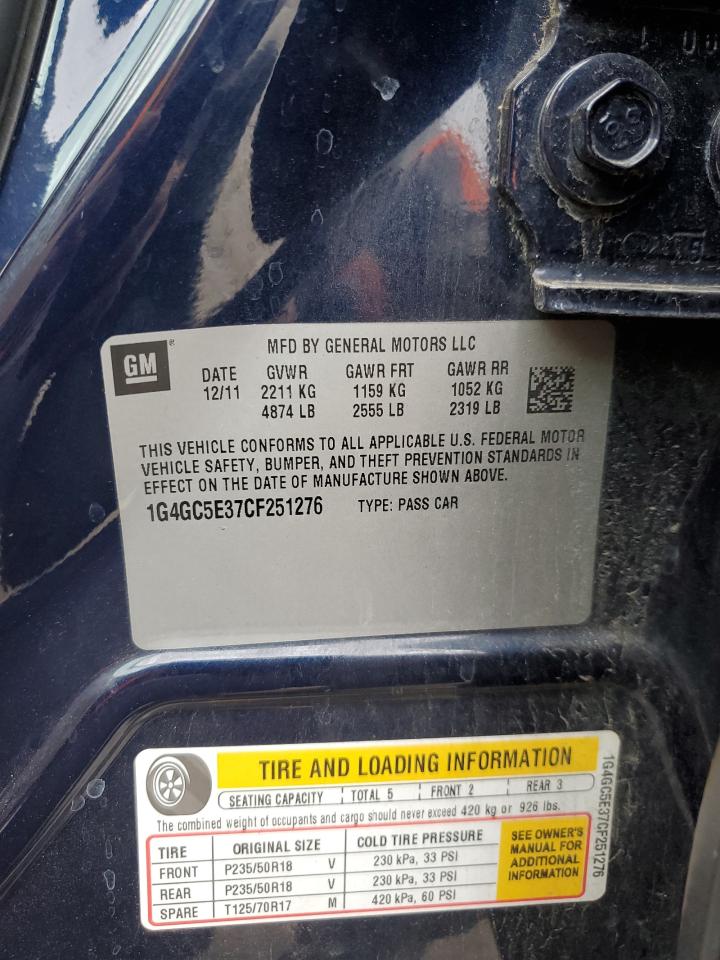 GM
MFD BY GENERAL MOTORS LLC
DATE GVWR GAWR FRT GAWR RR
12/11 2211 KG 1159 KG 1052 KG
4874 LB 2555 LB 2319 LB
THIS VEHICLE CONFORMS TO ALL APPLICABLE U.S. FEDERAL MOTOR
VEHICLE SAFETY, BUMPER, AND THEFT PREVENTION STANDARDS IN
EFFECT ON THE DATE OF MANUFACTURE SHOWN ABOVE.
1G4GC5E37CF251276 TYPE: PASS CAR
TIRE AND LOADING INFORMATION
SEATING CAPACITY TOTAL 5 FRONT 2 REAR 3
The combined weight of occupants and cargo should never exceed 420 kg or 926 lbs.
TIRE ORIGINAL SIZE COLD TIRE PRESSURE
FRONT P235/50R18 V 230 kPa, 33 PSI
REAR P235/50R18 V 230 kPa, 33 PSI
SPARE T125/70R17 M 420 kPa, 60 PSI
SEE OWNER'S
MANUAL FOR
ADDITIONAL
INFORMATION
1G4GC5E37CF251276